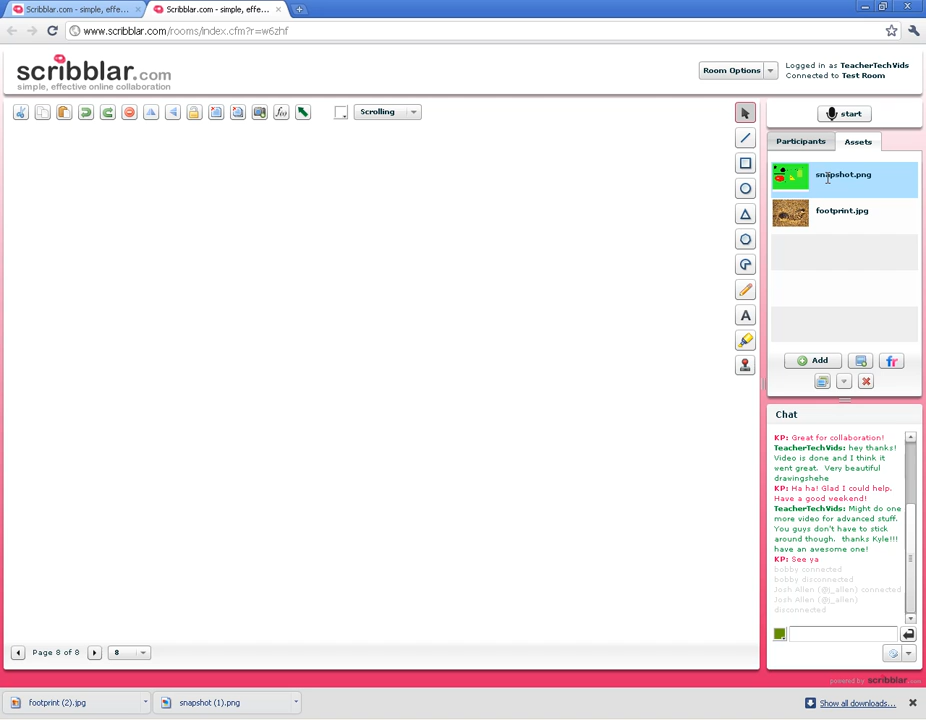 Scribblar.com - simple, effe...
Scribblar.com - simple, effe...
www.scribblar.com/rooms/index.cfm?r=w6zhf
scribblar.com
simple, effective online collaboration
Room Options
Logged in as TeacherTechVids
Connected to Test Room
Scrolling
f(x)
start
Participants
Assets
snapshot.png
footprint.jpg
A
Add
fr
Chat
KP: Great for collaboration!
TeacherTechVids: hey thanks!
Video is done and I think it
went great. Very beautiful
drawingshehe
KP: Ha ha! Glad I could help.
Have a good weekend!
TeacherTechVids: Might do one
more video for advanced stuff.
You guys don't have to stick
around though. thanks Kyle!!!
have an awesome one!
KP: See ya
bobby connected
bobby disconnected
Josh Allen (@j_allen) connected
Josh Allen (@j_allen)
disconnected
Page 8 of 8
8
powered by scribblar.com
footprint (2).jpg
snapshot (1).png
Show all downloads...